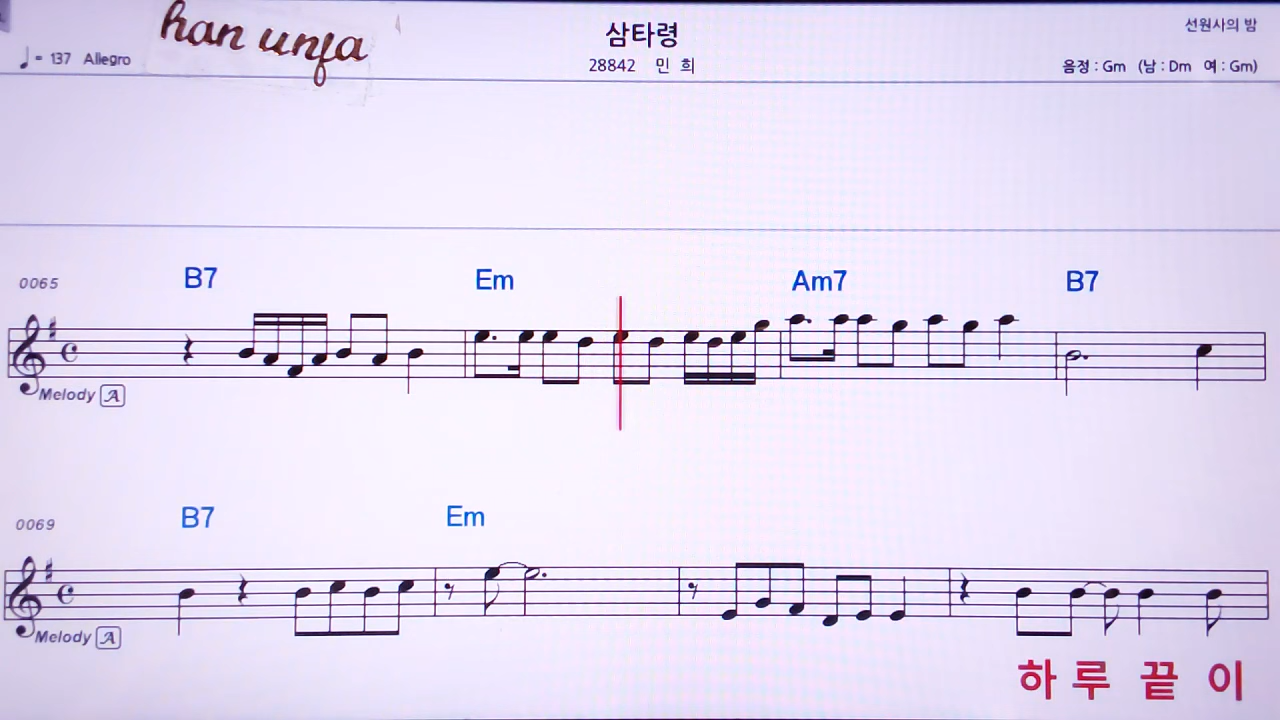 han unja
삼타령
선원사의 밤
♩= 137 Allegro
28842 민 희
음정 : Gm (남 : Dm 여 : Gm)
0065 B7 Em Am7 B7
Melody A
0069 B7 Em
Melody A
하 루 끝 이